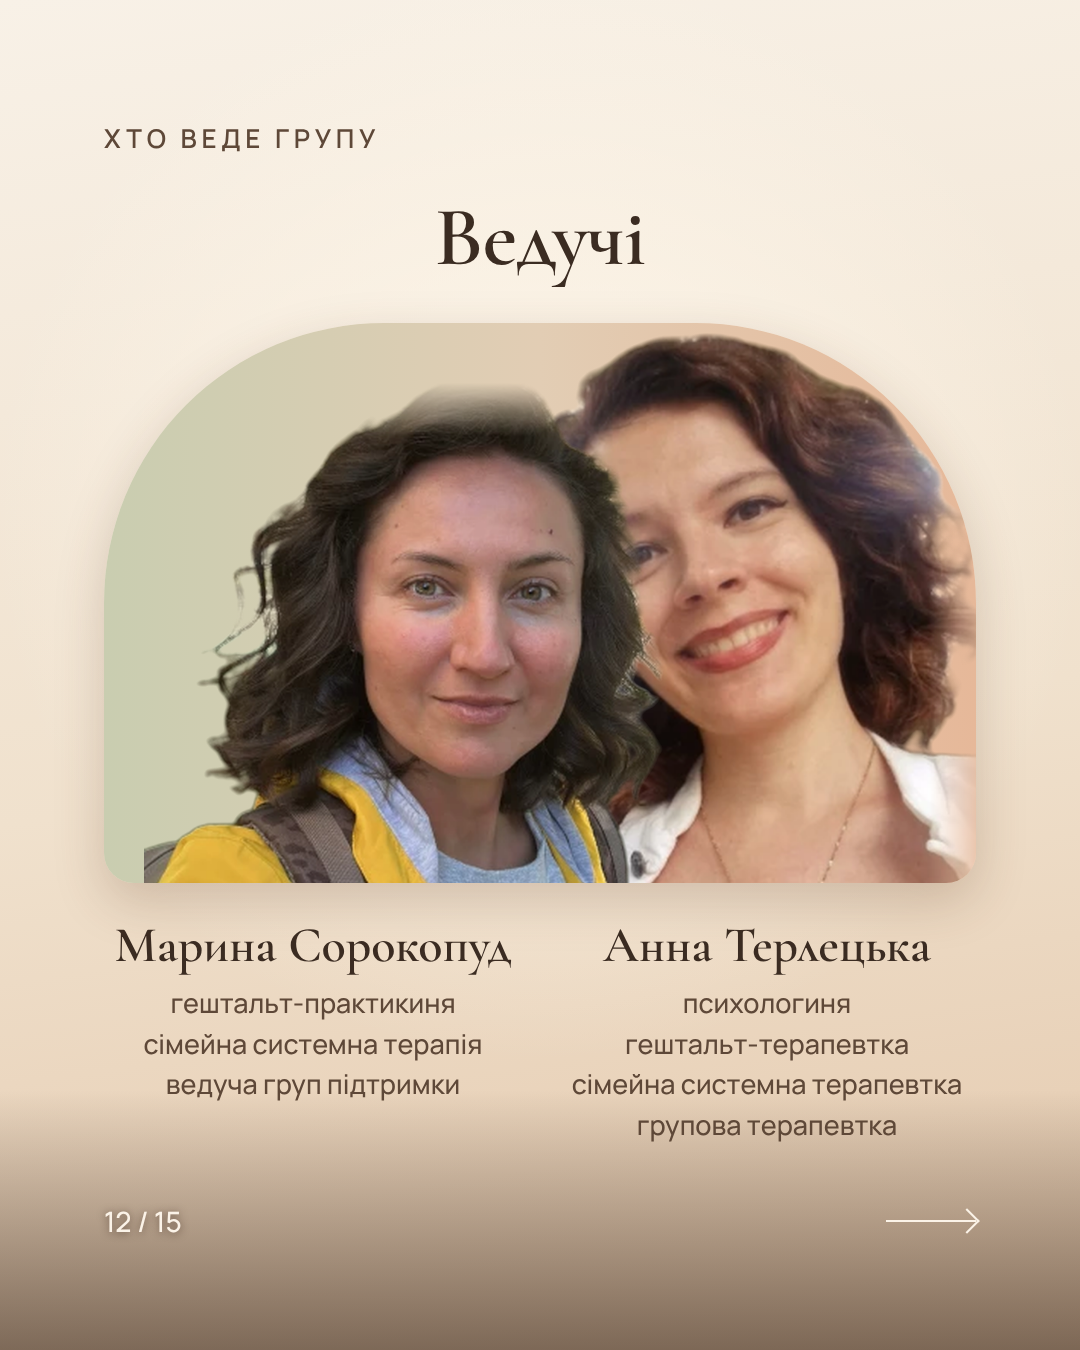 ХТО ВЕДЕ ГРУПУ
Ведучі
Марина Сорокопуд
гештальт-практикиня
сімейна системна терапія
ведуча груп підтримки
Анна Терлецька
психологиня
гештальт-терапевтка
сімейна системна терапевтка
групова терапевтка
12 / 15